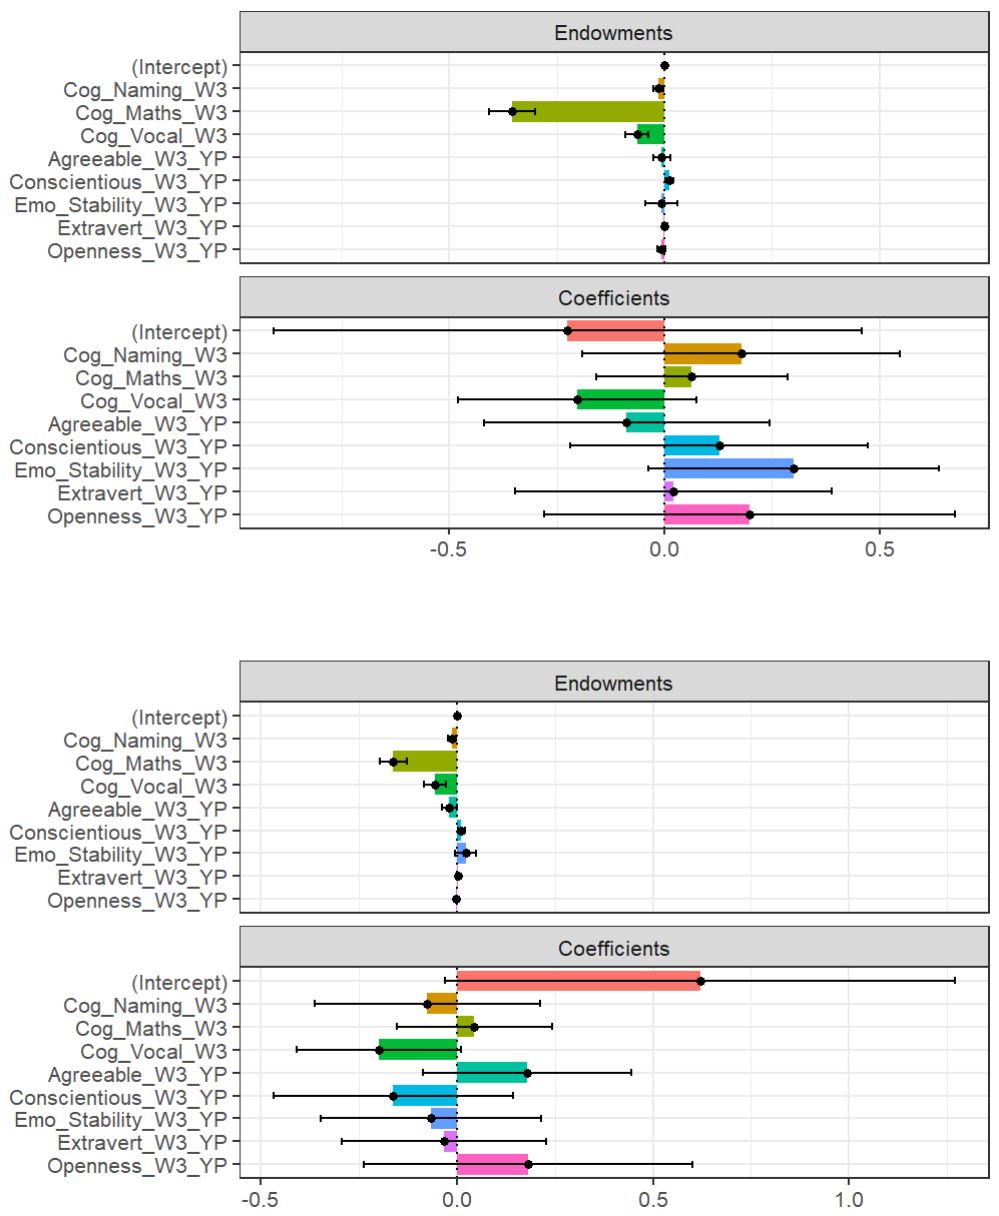 Endowments
(Intercept)
Cog_Naming_W3
Cog_Maths_W3
Cog_Vocal_W3
Agreeable_W3_YP
Conscientious_W3_YP
Emo_Stability_W3_YP
Extravert_W3_YP
Openness_W3_YP
Coefficients
(Intercept)
Cog_Naming_W3
Cog_Maths_W3
Cog_Vocal_W3
Agreeable_W3_YP
Conscientious_W3_YP
Emo_Stability_W3_YP
Extravert_W3_YP
Openness_W3_YP
-0.5 0.0 0.5
Endowments
(Intercept)
Cog_Naming_W3
Cog_Maths_W3
Cog_Vocal_W3
Agreeable_W3_YP
Conscientious_W3_YP
Emo_Stability_W3_YP
Extravert_W3_YP
Openness_W3_YP
Coefficients
(Intercept)
Cog_Naming_W3
Cog_Maths_W3
Cog_Vocal_W3
Agreeable_W3_YP
Conscientious_W3_YP
Emo_Stability_W3_YP
Extravert_W3_YP
Openness_W3_YP
-0.5 0.0 0.5 1.0